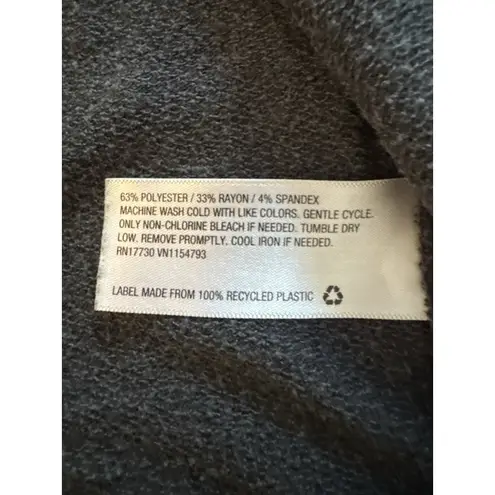 63% POLYESTER / 33% RAYON / 4% SPANDEX
MACHINE WASH COLD WITH LIKE COLORS. GENTLE CYCLE.
ONLY NON-CHLORINE BLEACH IF NEEDED. TUMBLE DRY
LOW. REMOVE PROMPTLY. COOL IRON IF NEEDED.
RN17730 VN1154793
LABEL MADE FROM 100% RECYCLED PLASTIC